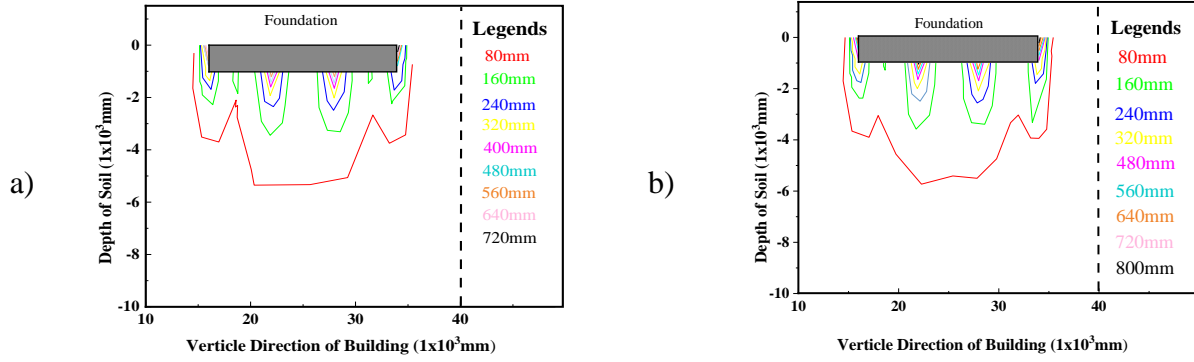 a)
Foundation
Legends
80mm
160mm
240mm
320mm
400mm
480mm
560mm
640mm
720mm
Depth of Soil (1x10³mm)
0
-2
-4
-6
-8
-10
10
20
30
40
Verticle Direction of Building (1x10³mm)
b)
Foundation
Legends
80mm
160mm
240mm
320mm
480mm
560mm
640mm
720mm
800mm
Depth of Soil (1x10³mm)
0
-2
-4
-6
-8
-10
10
20
30
40
Verticle Direction of Building (1x10³mm)